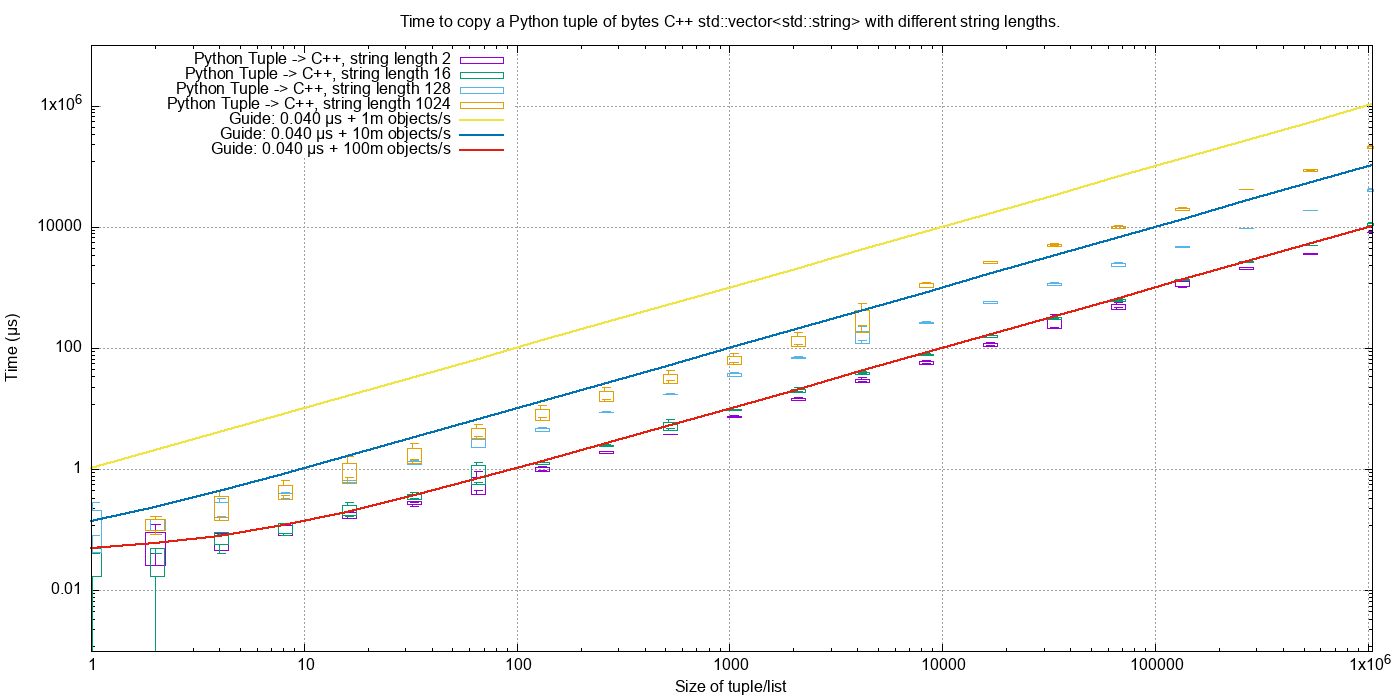 Time to copy a Python tuple of bytes C++ std::vector<std::string> with different string lengths.
Python Tuple -> C++, string length 2
Python Tuple -> C++, string length 16
Python Tuple -> C++, string length 128
Python Tuple -> C++, string length 1024
Guide: 0.040 µs + 1m objects/s
Guide: 0.040 µs + 10m objects/s
Guide: 0.040 µs + 100m objects/s
1x10⁶
10000
100
1
0.01
Time (µs)
1 10 100 1000 10000 100000 1x10⁶
Size of tuple/list